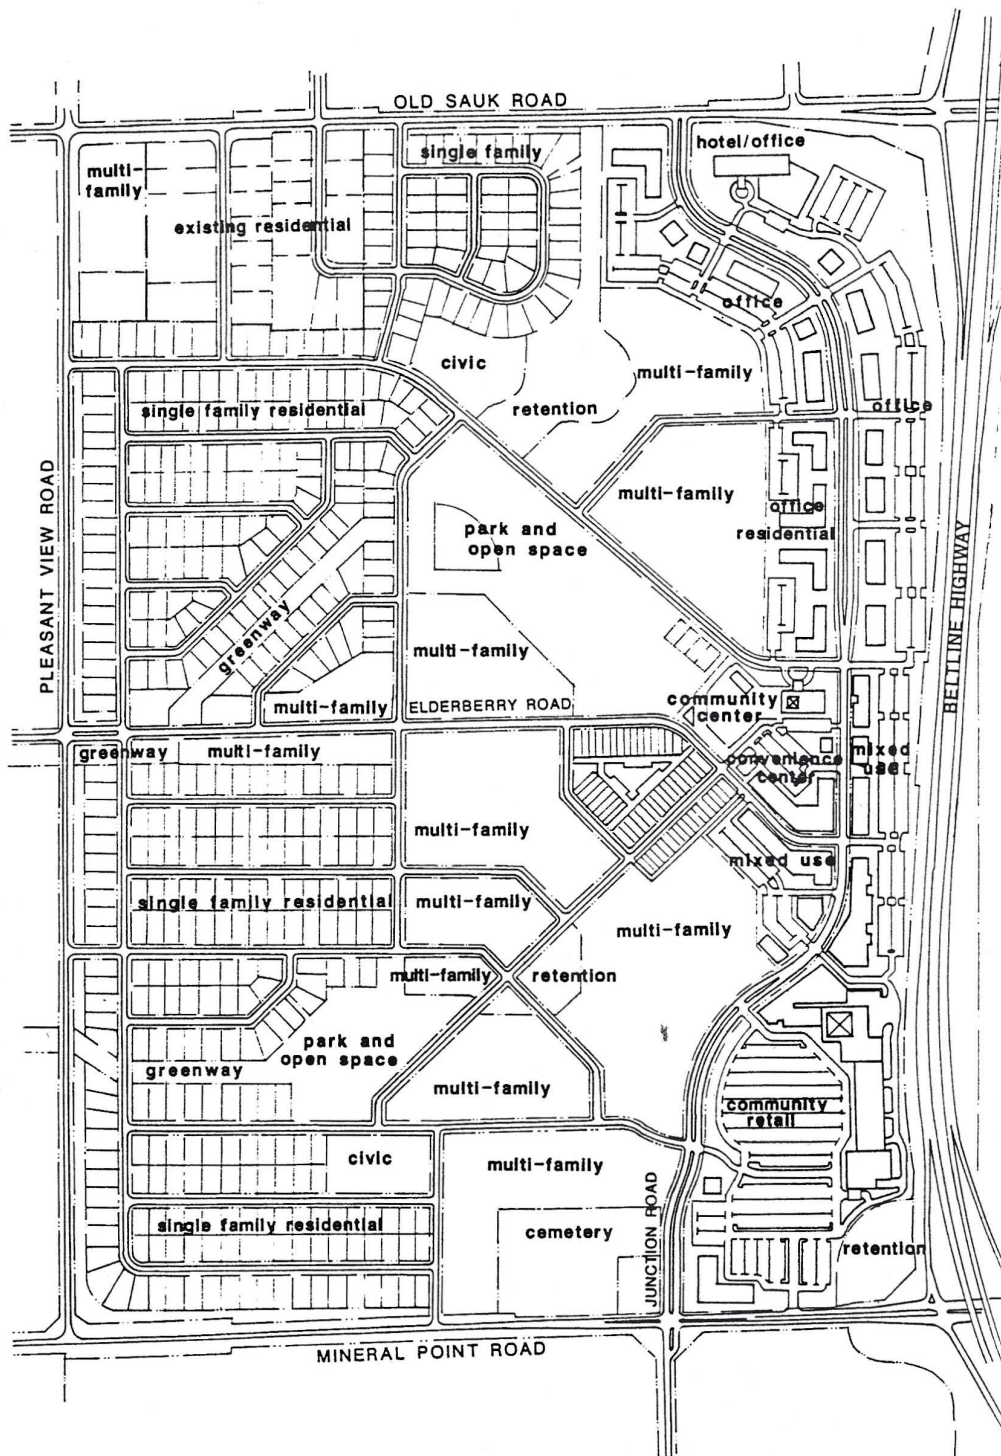 OLD SAUK ROAD
hotel/office
single family
multi-
family
existing residential
office
civic
multi-family
retention
office
single family residential
PLEASANT VIEW ROAD
multi-family
office
residential
park and
open space
BELTLINE HIGHWAY
greenway
multi-family
multi-family
ELDERBERRY ROAD
community
center
greenway
multi-family
convenience
center
mixed
use
multi-family
mixed use
single family residential
multi-family
multi-family
multi-family
retention
park and
open space
greenway
multi-family
community
retail
civic
multi-family
JUNCTION ROAD
single family residential
cemetery
retention
MINERAL POINT ROAD